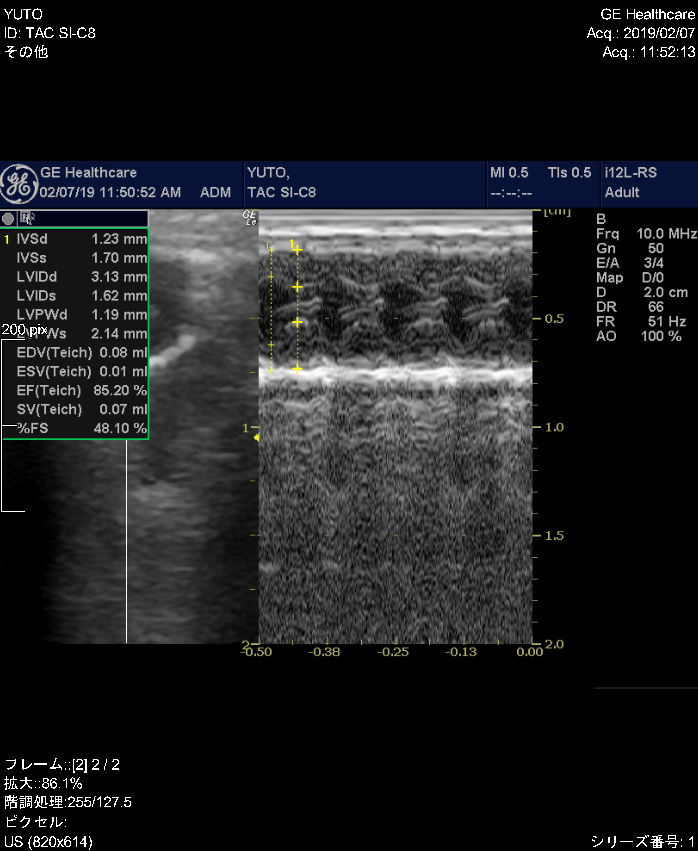 YUTO
ID: TAC SI-C8
その他
GE Healthcare
Acq.: 2019/02/07
Acq.: 11:52:13
GE Healthcare
02/07/19 11:50:52 AM ADM
YUTO,
TAC SI-C8
MI 0.5 TIs 0.5
--:--:--
i12L-RS
Adult
1 IVSd 1.23 mm
IVSs 1.70 mm
LVIDd 3.13 mm
LVIDs 1.62 mm
LVPWd 1.19 mm
2.14 mm
200 pix
EDV(Teich) 0.08 ml
ESV(Teich) 0.01 ml
EF(Teich) 85.20 %
SV(Teich) 0.07 ml
%FS 48.10 %
GE
1
0.5
1
1.0
1.5
2
2.0
-0.50 -0.38 -0.25 -0.13 0.00
B
Frq 10.0 MHz
Gn 50
E/A 3/4
Map D/0
D 2.0 cm
DR 66
FR 51 Hz
AO 100 %
フレーム::[2] 2 / 2
拡大::86.1%
階調処理:255/127.5
ピクセル:
US (820x614)
シリーズ番号: 1